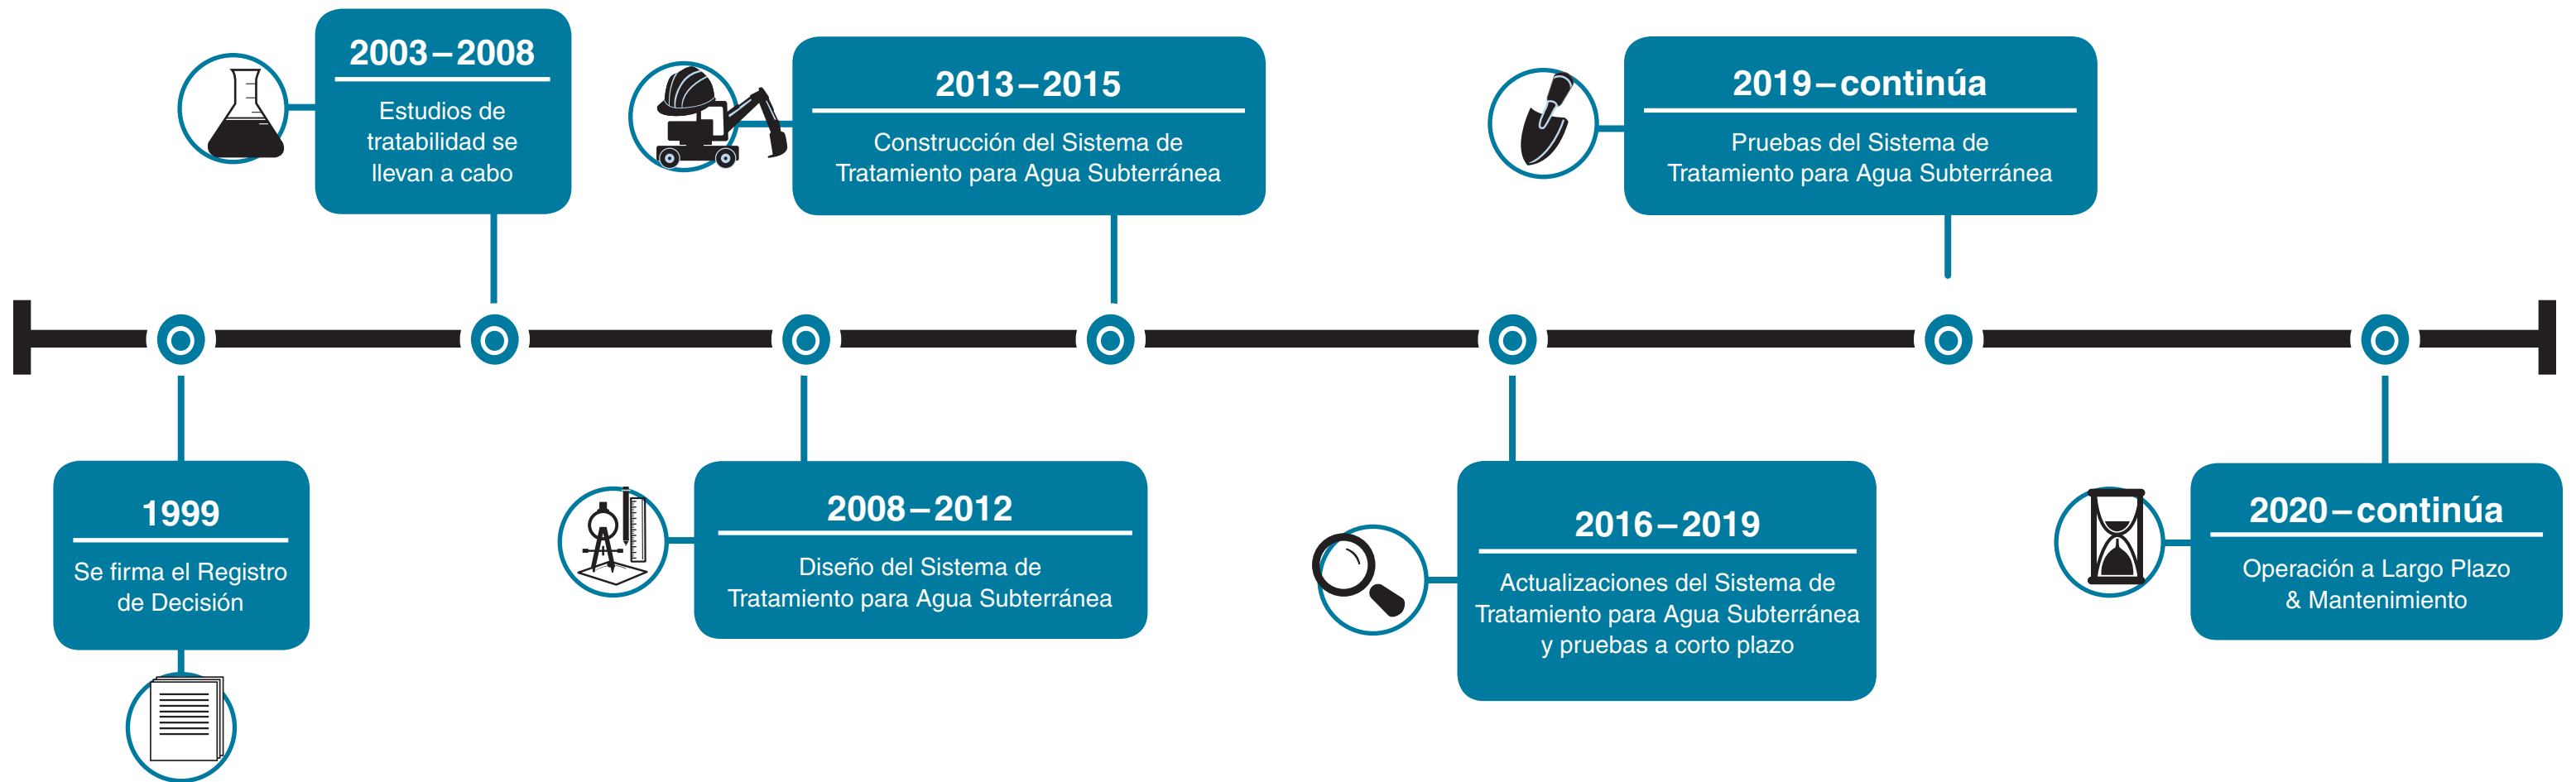 1999
Se firma el Registro
de Decisión
2003–2008
Estudios de
tratabilidad se
llevan a cabo
2008–2012
Diseño del Sistema de
Tratamiento para Agua Subterránea
2013–2015
Construcción del Sistema de
Tratamiento para Agua Subterránea
2016–2019
Actualizaciones del Sistema de
Tratamiento para Agua Subterránea
y pruebas a corto plazo
2019–continúa
Pruebas del Sistema de
Tratamiento para Agua Subterránea
2020–continúa
Operación a Largo Plazo
& Mantenimiento